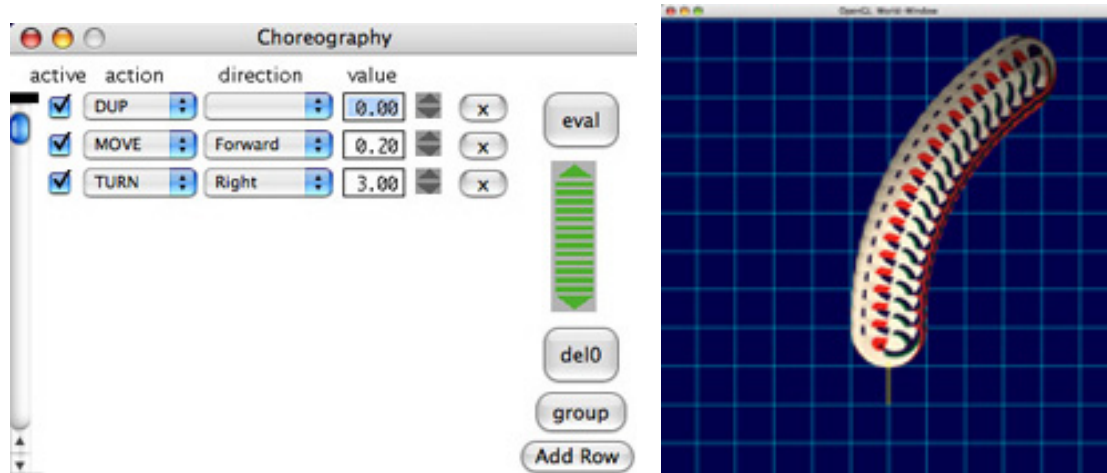 Choreography
active action direction value
DUP 0.00 x
MOVE Forward 0.20 x
TURN Right 3.00 x
eval
del0
group
Add Row
OpenGL World-Window